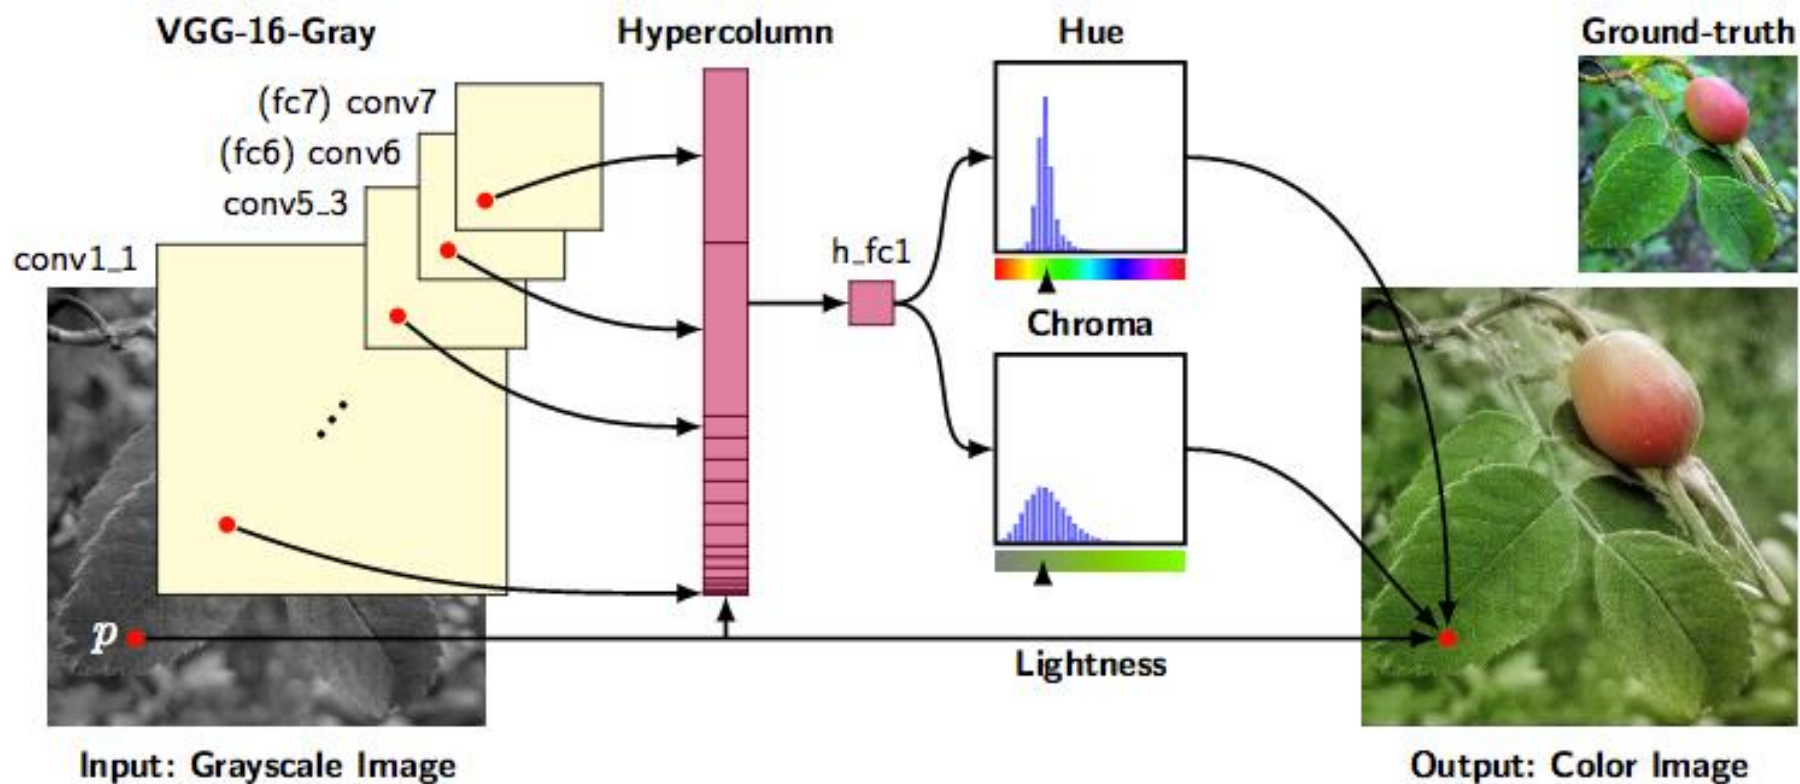 VGG-16-Gray
Hypercolumn
Hue
Ground-truth
(fc7) conv7
(fc6) conv6
conv5_3
conv1_1
h_fc1
Chroma
p
Lightness
Input: Grayscale Image
Output: Color Image